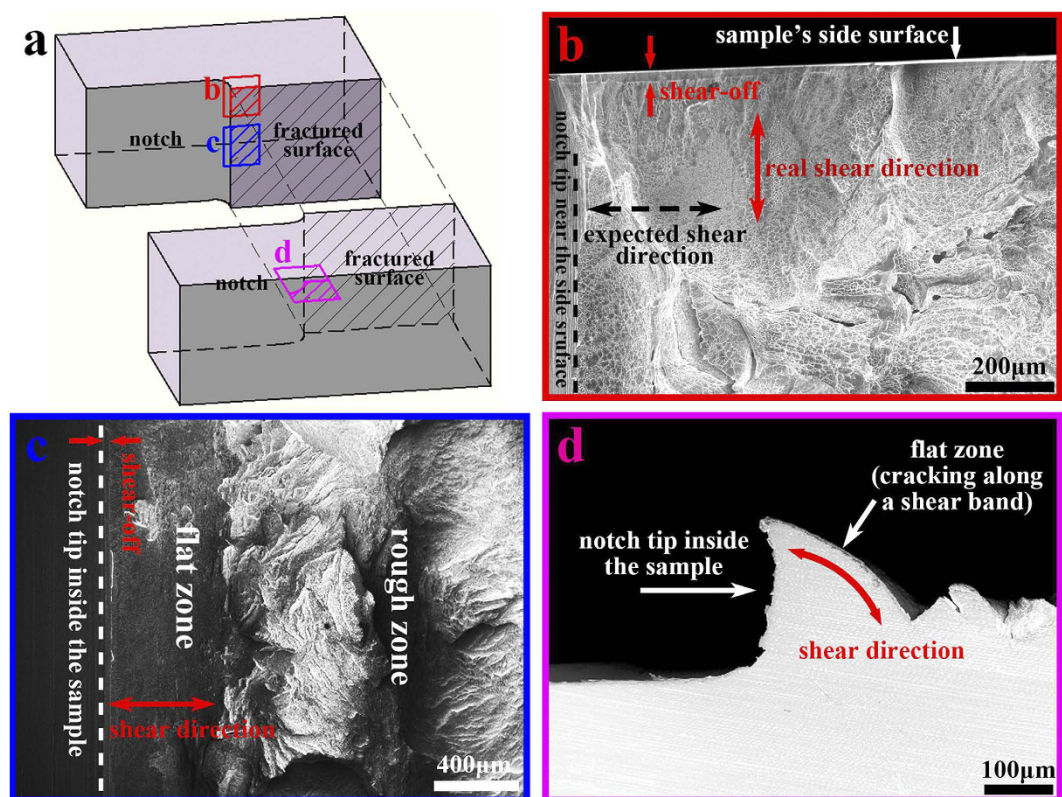 a
b
c
notch
fractured
surface
d
notch
fractured
surface
b
sample's side surface
shear-off
notch tip near the side sruface
real shear direction
expected shear
direction
200μm
c
shear-off
notch tip inside the sample
flat zone
rough zone
shear direction
400μm
d
flat zone
(cracking along
a shear band)
notch tip inside
the sample
shear direction
100μm